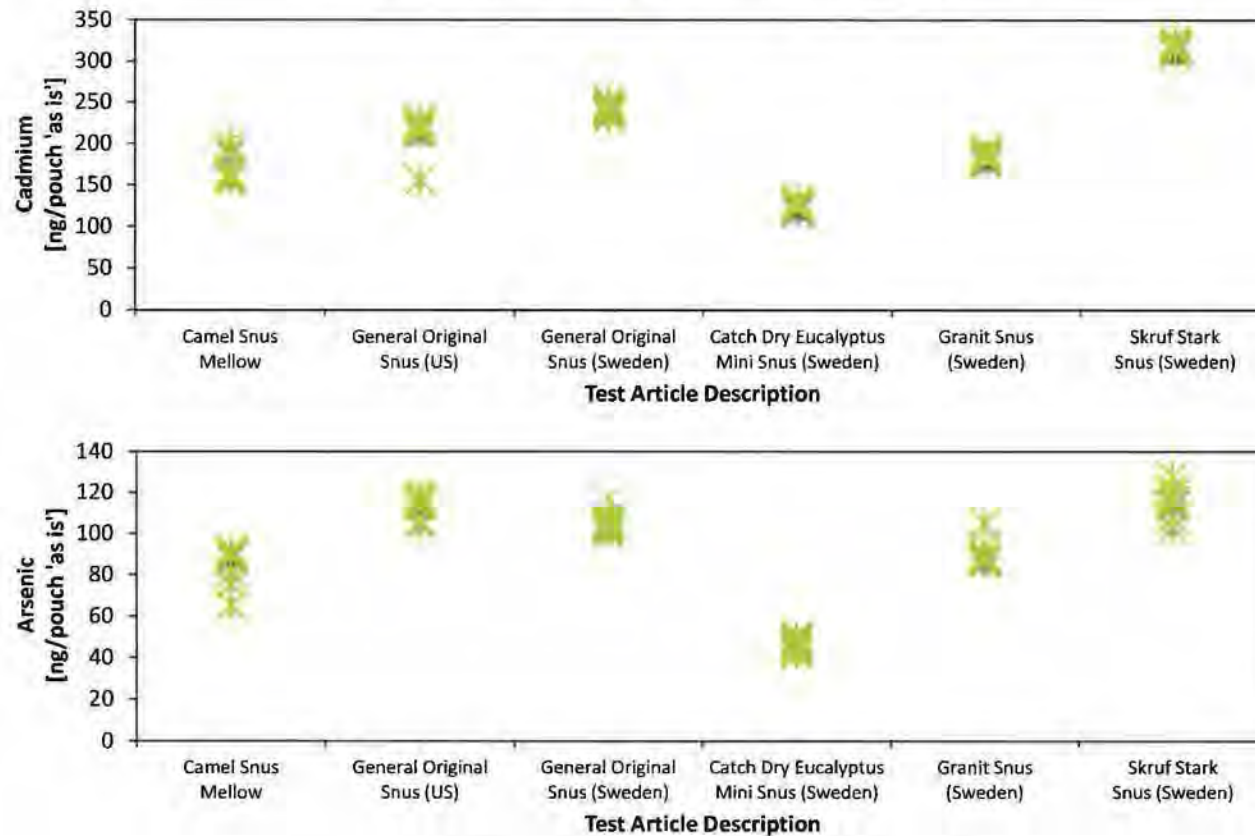 Cadmium
[ng/pouch 'as is']
350
300
250
200
150
100
50
0
Camel Snus
Mellow
General Original
Snus (US)
General Original
Snus (Sweden)
Catch Dry Eucalyptus
Mini Snus (Sweden)
Granit Snus
(Sweden)
Skruf Stark
Snus (Sweden)
Test Article Description
Arsenic
[ng/pouch 'as is']
140
120
100
80
60
40
20
0
Camel Snus
Mellow
General Original
Snus (US)
General Original
Snus (Sweden)
Catch Dry Eucalyptus
Mini Snus (Sweden)
Granit Snus
(Sweden)
Skruf Stark
Snus (Sweden)
Test Article Description